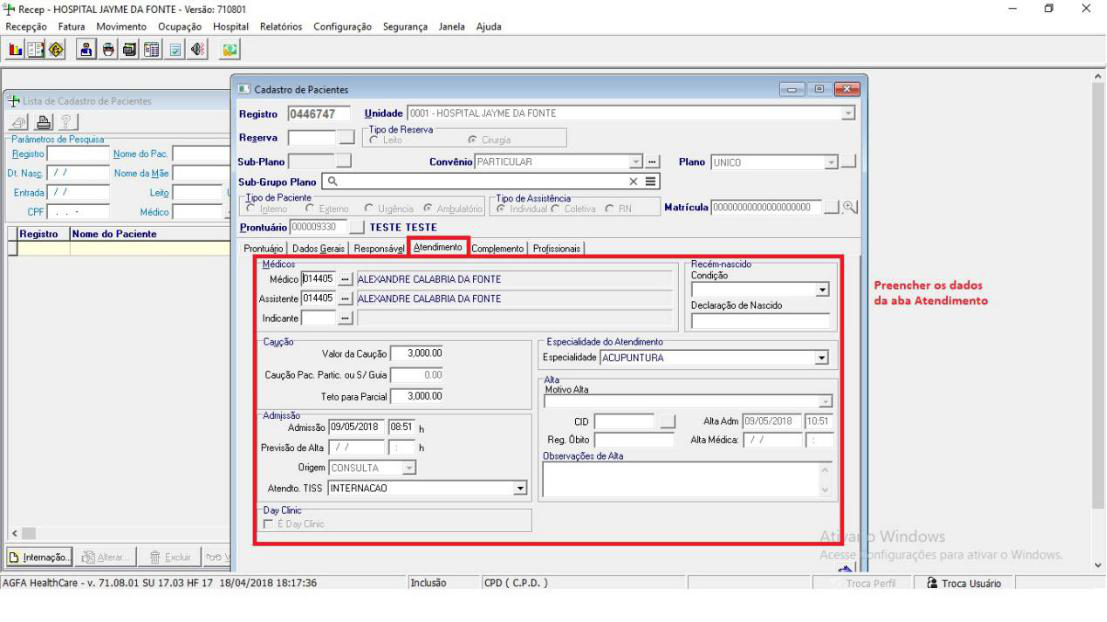 Recep - HOSPITAL JAYME DA FONTE - Versão: 710801
Recepção Fatura Movimento Ocupação Hospital Relatórios Configuração Segurança Janela Ajuda
Lista de Cadastro de Pacientes
Parâmetros de Pesquisa
Registro Nome do Pac.
Dt. Nasc. / / Nome da Mãe
Entrada / / Leito
CPF . . - Médico
Registro Nome do Paciente
Cadastro de Pacientes
Registro 0446747 Unidade 0001 - HOSPITAL JAYME DA FONTE
Reserva Tipo de Reserva Leito Cirurgia
Sub-Plano Convênio PARTICULAR Plano UNICO
Sub-Grupo Plano
Tipo de Paciente Interno Externo Urgência Ambulatório Tipo de Assistência Individual Coletiva RN Matrícula 00000000000000000000
Prontuário 000009330 TESTE TESTE
Prontuário Dados Gerais Responsável Atendimento Complemento Profissionais
Médicos
Médico 014405 ... ALEXANDRE CALABRIA DA FONTE
Assistente 014405 ... ALEXANDRE CALABRIA DA FONTE
Indicante ...
Recém-nascido
Condição
Declaração de Nascido
Preencher os dados
da aba Atendimento
Caução
Valor da Caução 3,000.00
Caução Pac. Partic. ou S/ Guia 0.00
Teto para Parcial 3,000.00
Especialidade do Atendimento
Especialidade ACUPUNTURA
Alta
Motivo Alta
CID Alta Adm 09/05/2018 10:51
Reg. Óbito Alta Médica: / / :
Observações de Alta
Admissão
Admissão 09/05/2018 08:51 h
Previsão de Alta / / : h
Origem CONSULTA
Atendto. TISS INTERNACAO
Day Clinic
É Day Clinic
Internação... Alterar... Excluir
Ativar o Windows
Acesse Configurações para ativar o Windows.
AGFA HealthCare - v. 71.08.01 SU 17.03 HF 17 18/04/2018 18:17:36 Inclusão CPD ( C.P.D. ) Troca Perfil Troca Usuário